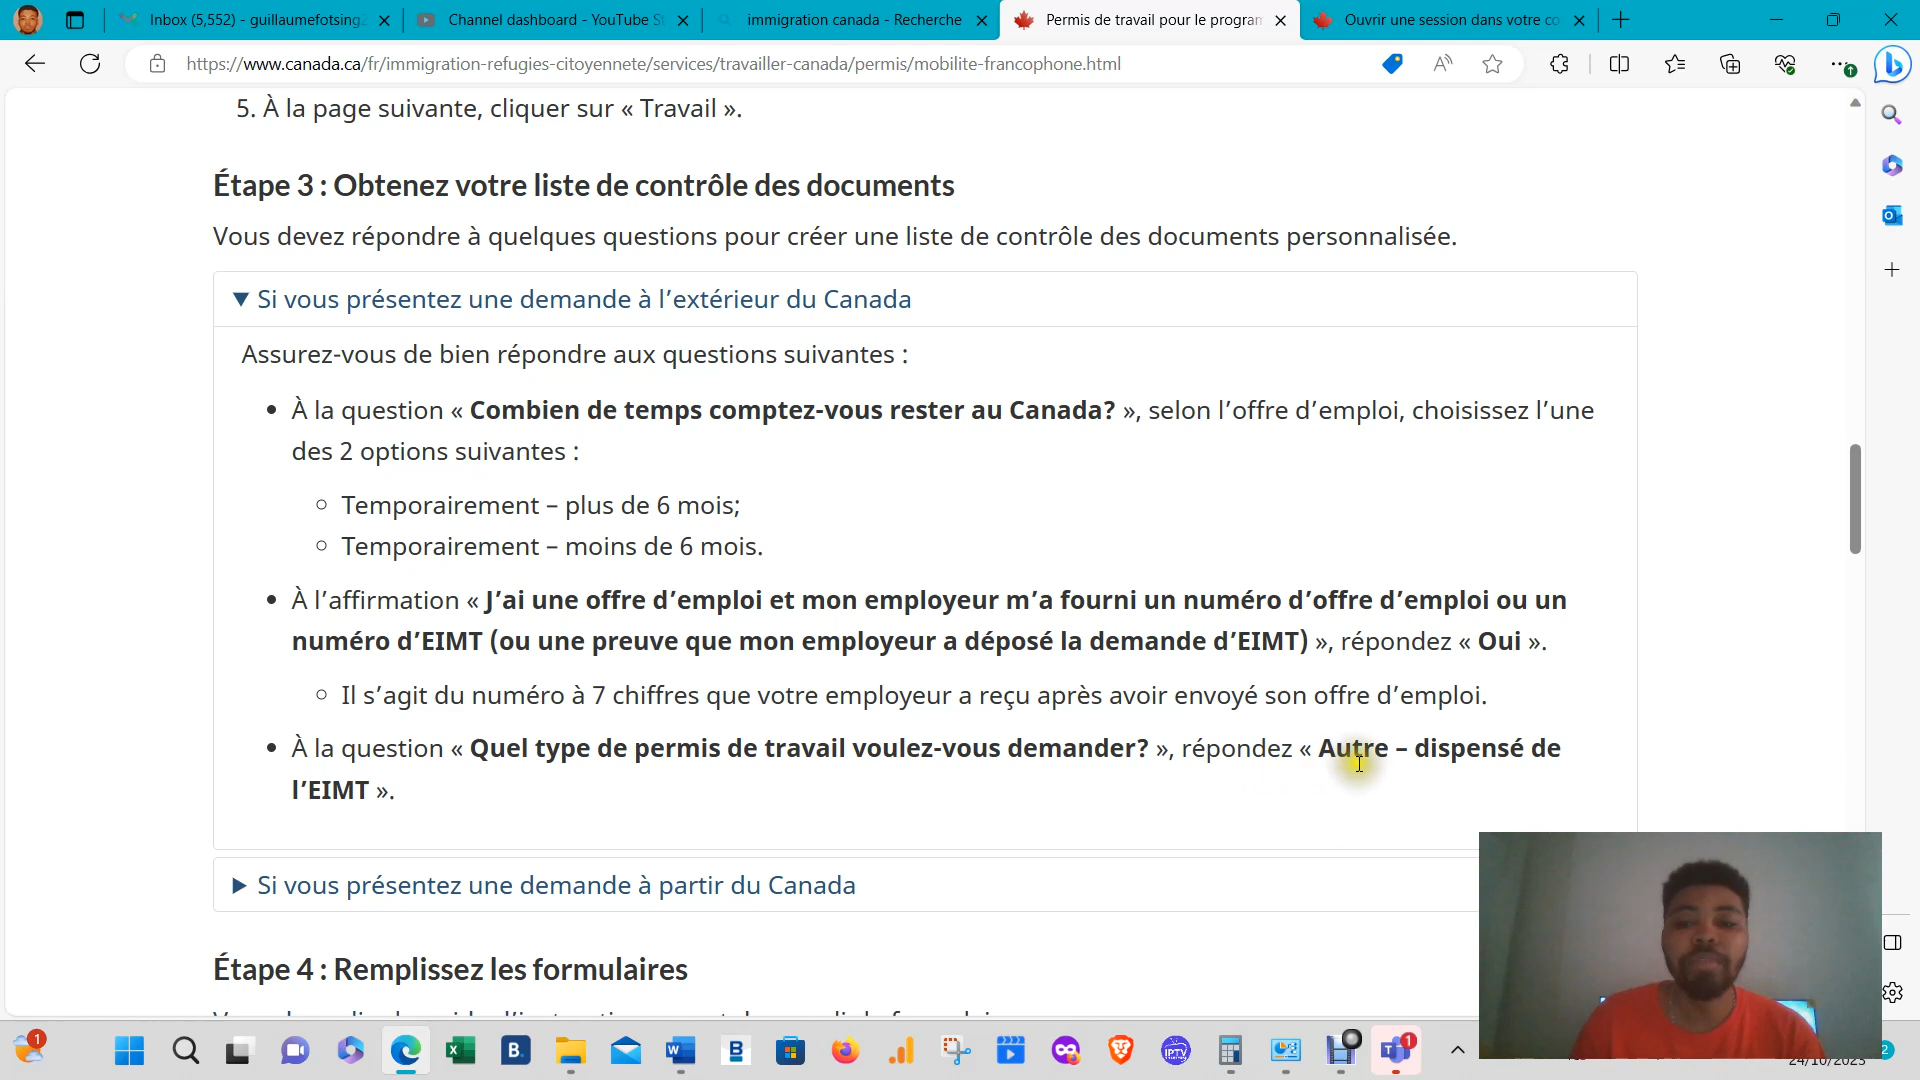 Inbox (5,552) - guillaumefotsing
Channel dashboard - YouTube S
immigration canada - Recherche
Permis de travail pour le program
Ouvrir une session dans votre co
https://www.canada.ca/fr/immigration-refugies-citoyennete/services/travailler-canada/permis/mobilite-francophone.html
5. À la page suivante, cliquer sur « Travail ».
Étape 3 : Obtenez votre liste de contrôle des documents
Vous devez répondre à quelques questions pour créer une liste de contrôle des documents personnalisée.
▼ Si vous présentez une demande à l’extérieur du Canada
Assurez-vous de bien répondre aux questions suivantes :
• À la question « Combien de temps comptez-vous rester au Canada? », selon l’offre d’emploi, choisissez l’une
des 2 options suivantes :
○ Temporairement – plus de 6 mois;
○ Temporairement – moins de 6 mois.
• À l’affirmation « J’ai une offre d’emploi et mon employeur m’a fourni un numéro d’offre d’emploi ou un
numéro d’EIMT (ou une preuve que mon employeur a déposé la demande d’EIMT) », répondez « Oui ».
○ Il s’agit du numéro à 7 chiffres que votre employeur a reçu après avoir envoyé son offre d’emploi.
• À la question « Quel type de permis de travail voulez-vous demander? », répondez « Autre – dispensé de
l’EIMT ».
▶ Si vous présentez une demande à partir du Canada
Étape 4 : Remplissez les formulaires
1
B.
B
IPTV
1
24/10/2023
2